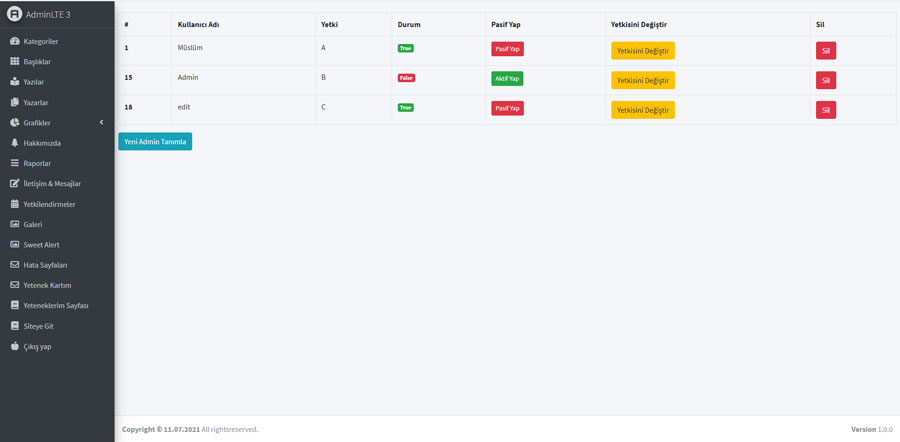 AdminLTE 3
Kategoriler
Başlıklar
Yazılar
Yazarlar
Grafikler
Hakkımızda
Raporlar
İletişim & Mesajlar
Yetkilendirmeler
Galeri
Sweet Alert
Hata Sayfaları
Yetenek Kartım
Yeteneklerim Sayfası
Siteye Git
Çıkış yap
# Kullanıcı Adı Yetki Durum Pasif Yap Yetkisini Değiştir Sil
1 Müslüm A True Pasif Yap Yetkisini Değiştir Sil
15 Admin B False Aktif Yap Yetkisini Değiştir Sil
18 edit C True Pasif Yap Yetkisini Değiştir Sil
Yeni Admin Tanımla
Copyright © 11.07.2021 All rightsreserved. Version 1.0.0